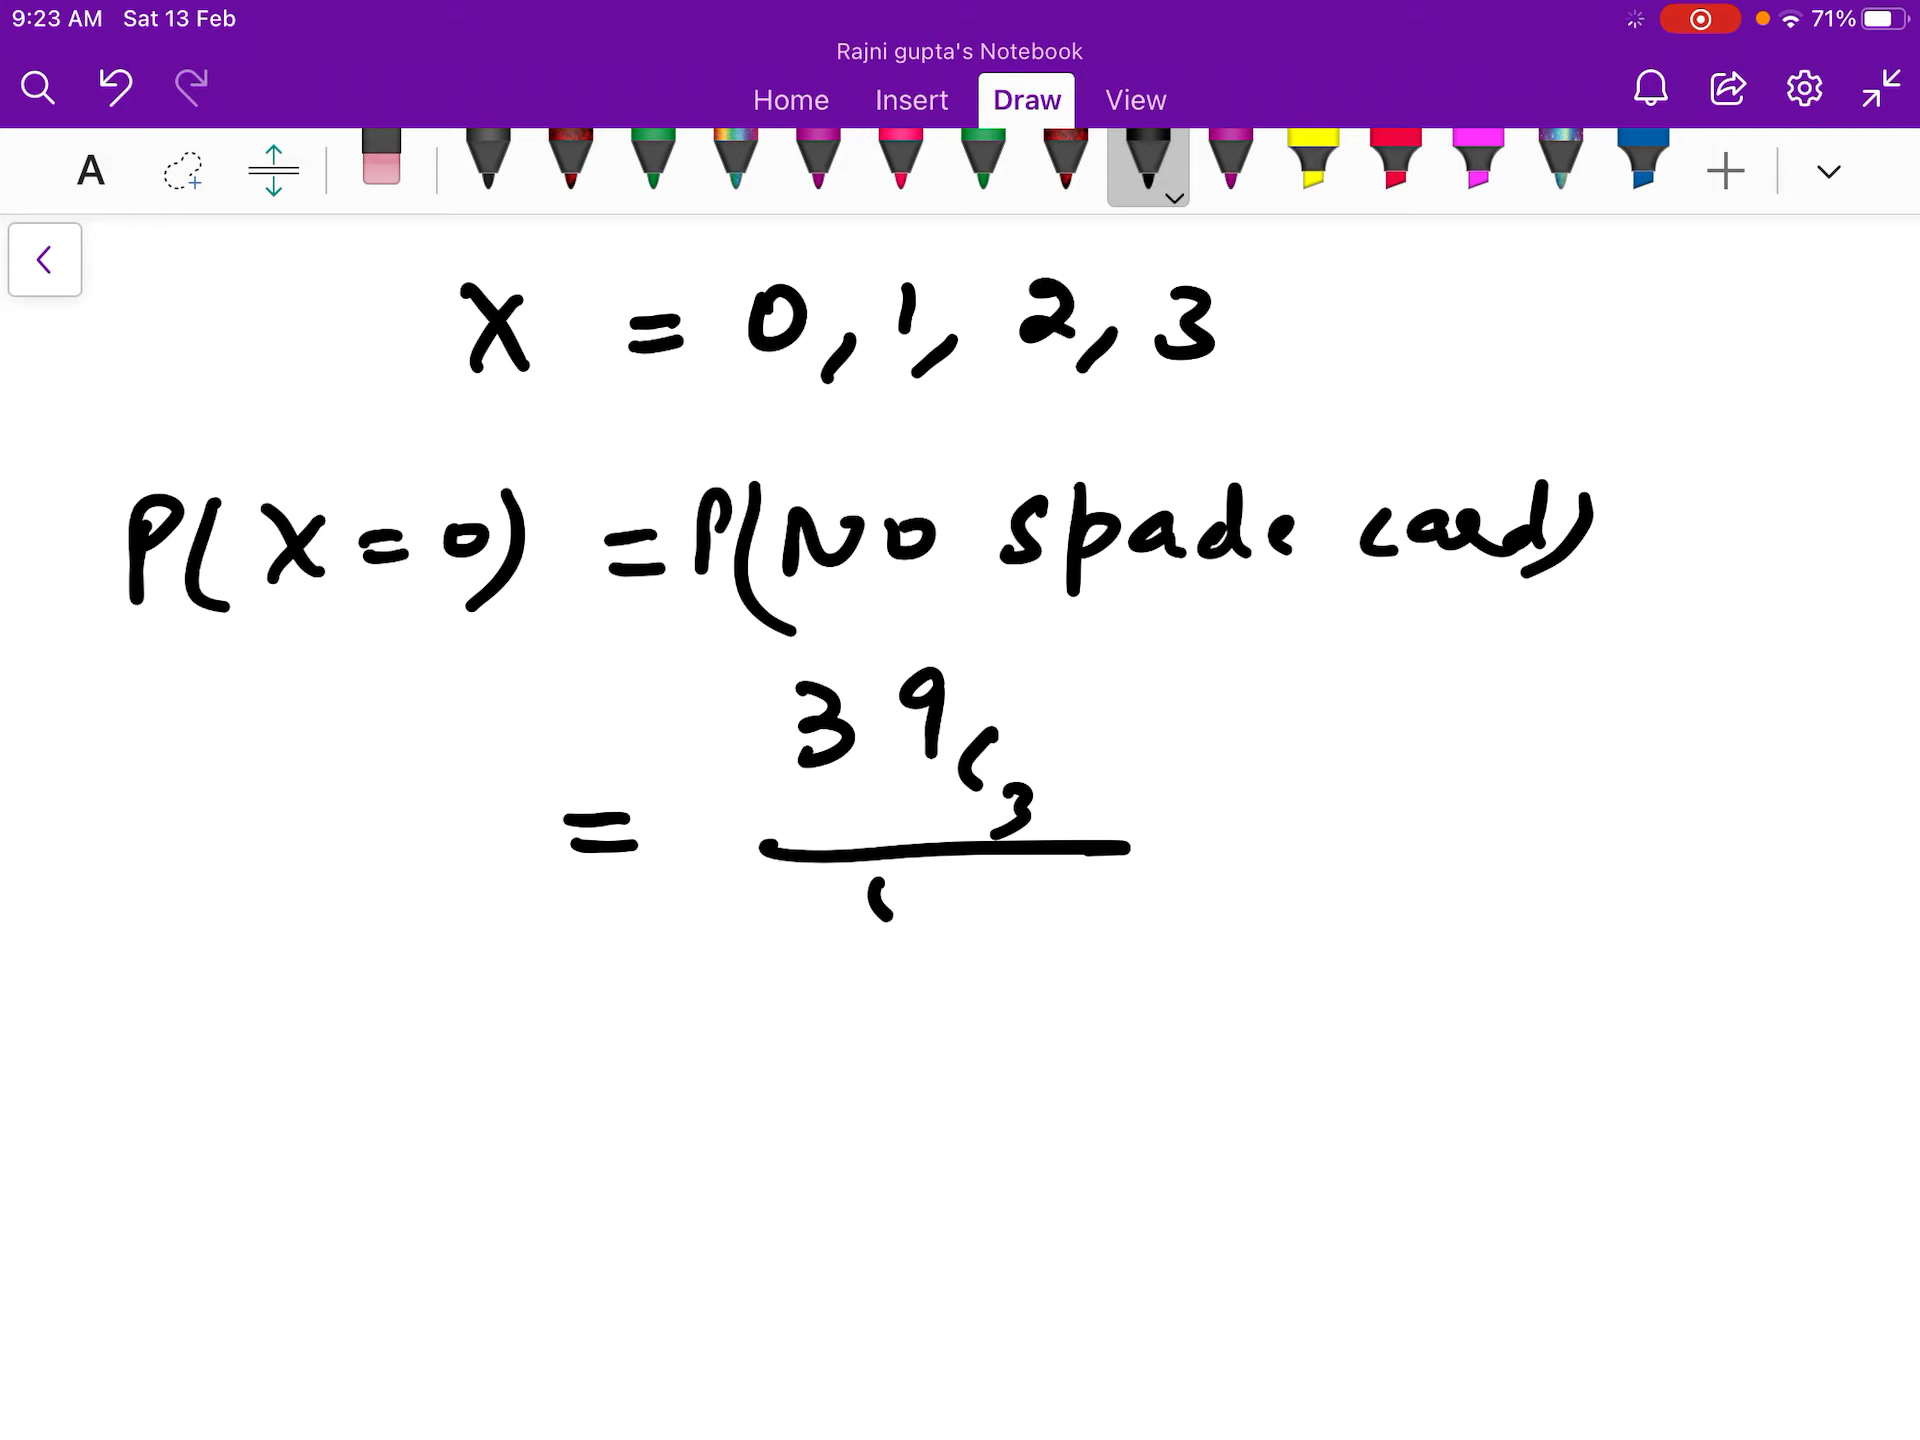 9:23 AM Sat 13 Feb
71%
Rajni gupta's Notebook
Home Insert Draw View
A
X = 0, 1, 2, 3
P(X=0) = P(No spade card)
= 39C3